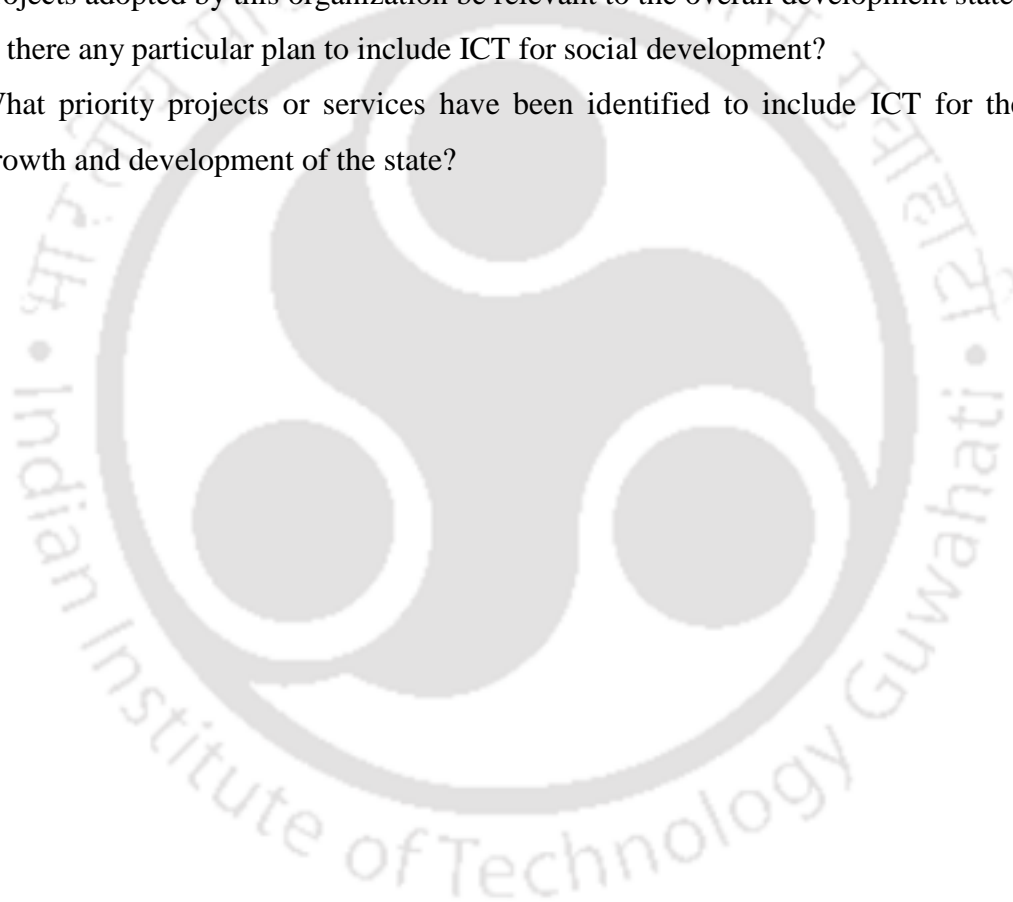 adopted by this organization be relevant to the overall development state
there any particular plan to include ICT for social development?
What priority projects or services have been identified to include ICT for the
rowth and development of the state?
• Indian Institute of Technology Guwahati •